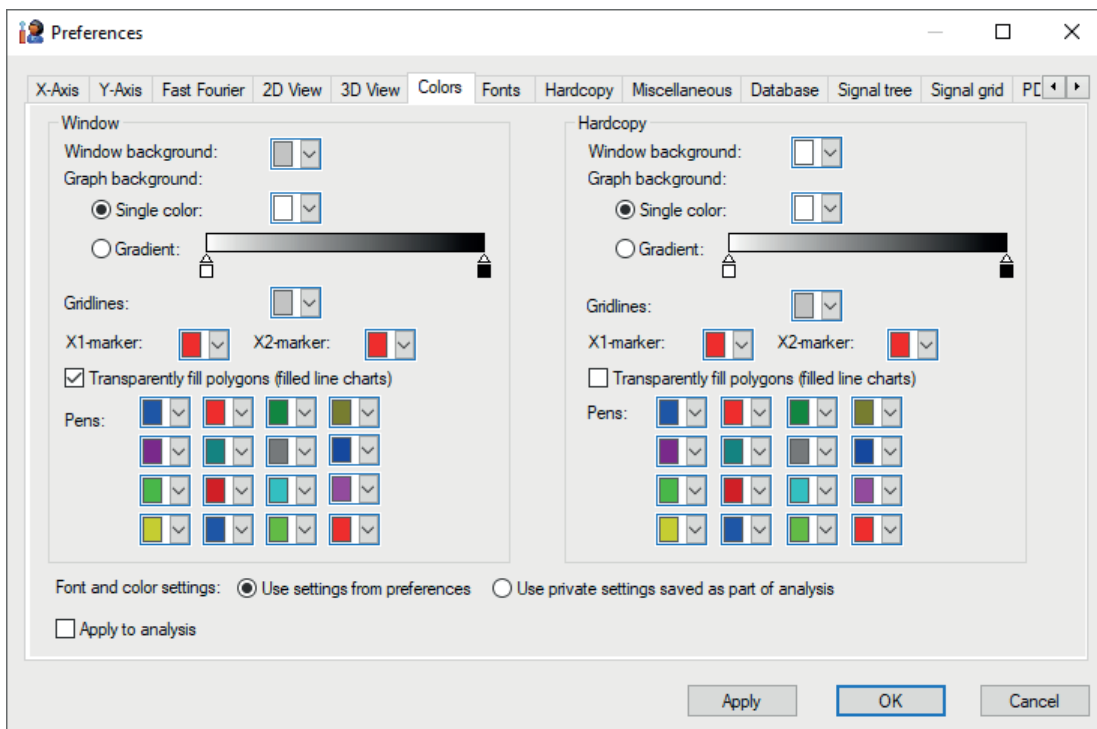 Preferences
X-Axis Y-Axis Fast Fourier 2D View 3D View Colors Fonts Hardcopy Miscellaneous Database Signal tree Signal grid PD
Window
Window background:
Graph background:
Single color:
Gradient:
Gridlines:
X1-marker: X2-marker:
Transparently fill polygons (filled line charts)
Pens:
Hardcopy
Window background:
Graph background:
Single color:
Gradient:
Gridlines:
X1-marker: X2-marker:
Transparently fill polygons (filled line charts)
Pens:
Font and color settings: Use settings from preferences Use private settings saved as part of analysis
Apply to analysis
Apply OK Cancel